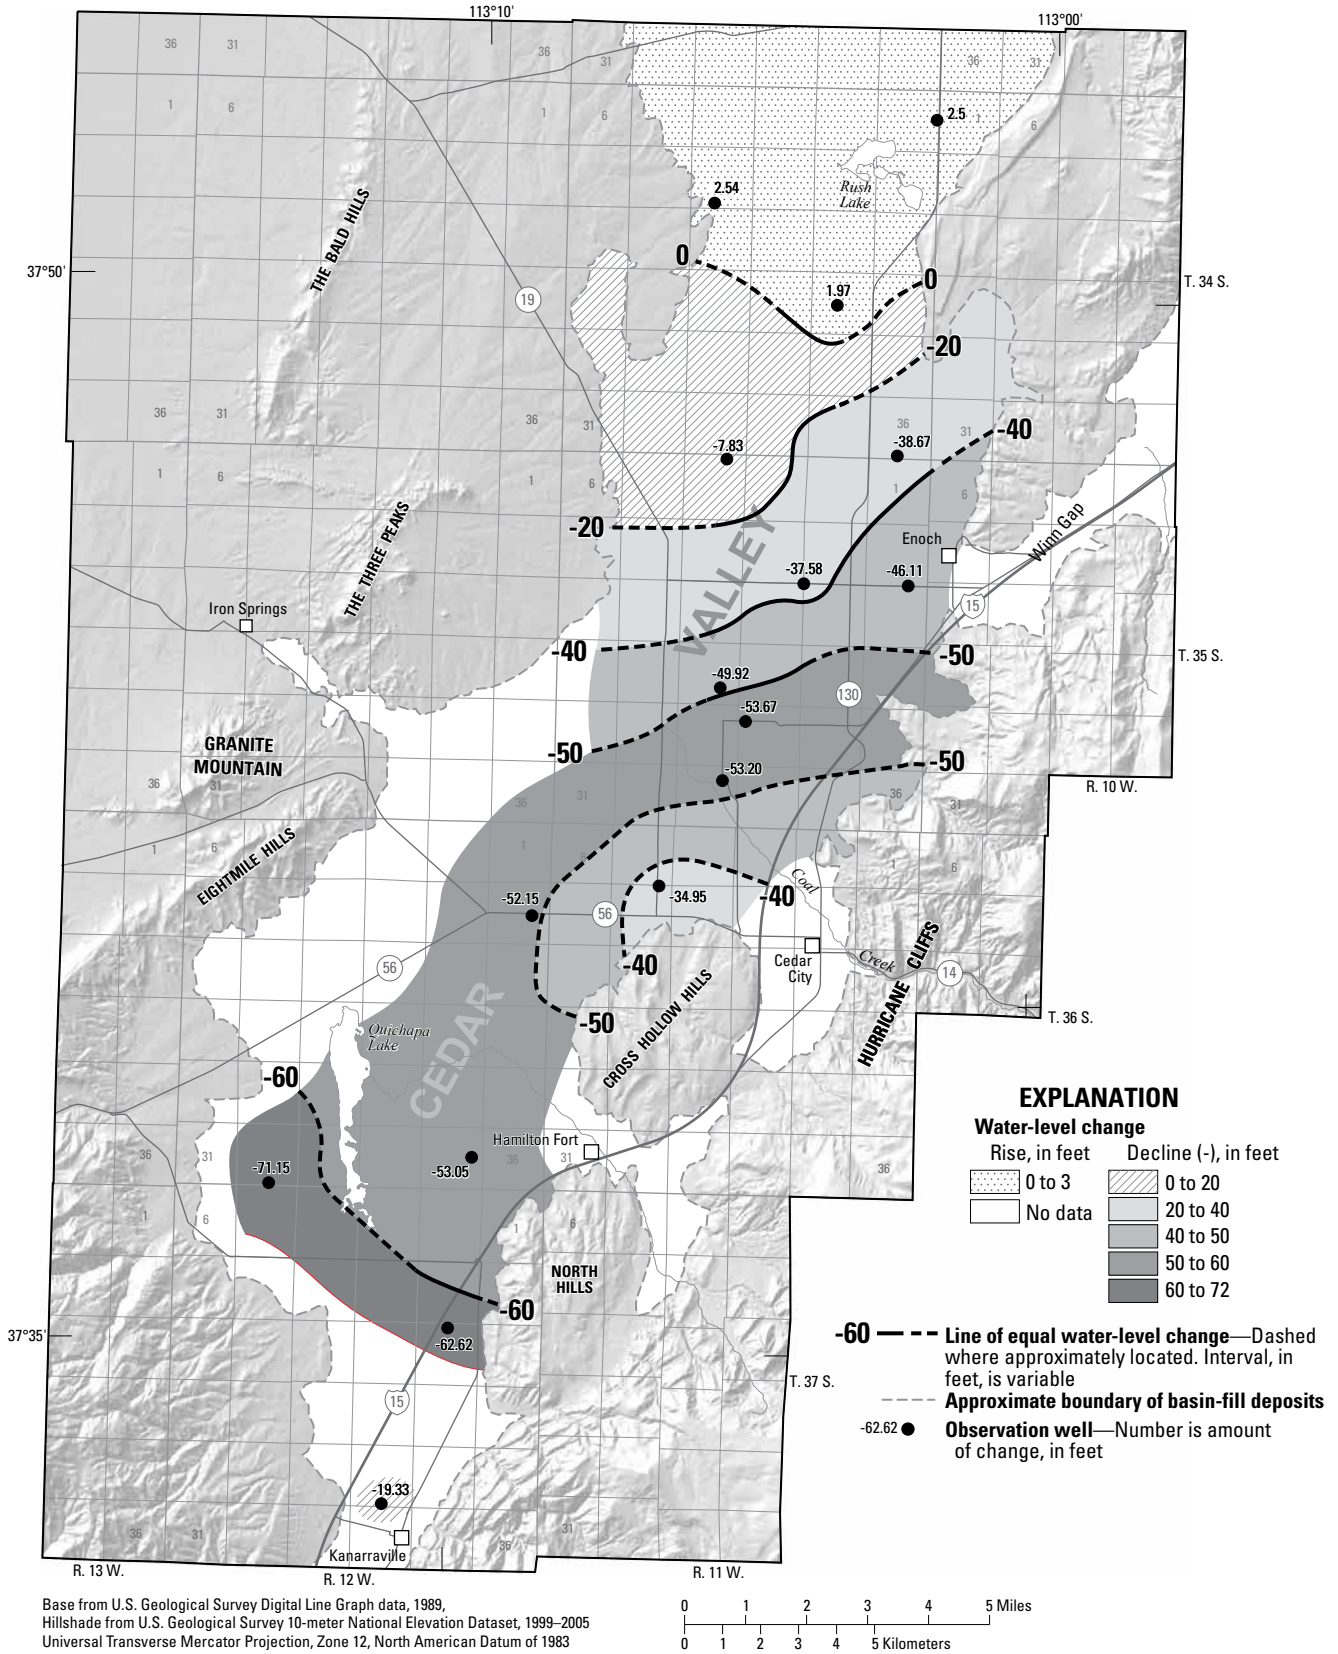 113°10'
113°00'
36
31
36
31
36
31
1
6
1
6
2.5
1
6
Rush
Lake
2.54
THE BALD HILLS
0
37°50'
0
T. 34 S.
19
1.97
-20
36
31
36
31
36
31
-40
-38.67
-7.83
1
6
1
6
1
6
-20
VALLEY
Winn Gap
Enoch
THE THREE PEAKS
-37.58
-46.11
15
Iron Springs
-40
-50
T. 35 S.
-49.92
130
-53.67
GRANITE
MOUNTAIN
-50
-50
-53.20
36
31
36
31
36
31
R. 10 W.
1
6
1
6
1
6
EIGHTMILE HILLS
Coal
-52.15
-34.95
-40
56
Cedar
City
Creek
HURRICANE CLIFFS
14
56
-40
CROSS HOLLOW HILLS
-50
T. 36 S.
Quichapa
Lake
CEDAR
-60
Hamilton Fort
36
31
36
31
36
-71.15
-53.05
1
6
1
6
NORTH
HILLS
-60
37°35'
-62.62
T. 37 S.
15
-19.33
36
31
36
31
Kanarraville
R. 13 W.
R. 12 W.
R. 11 W.
EXPLANATION
Water-level change
Rise, in feet
Decline (-), in feet
0 to 3
0 to 20
No data
20 to 40
40 to 50
50 to 60
60 to 72
-60
Line of equal water-level change—Dashed
where approximately located. Interval, in
feet, is variable
Approximate boundary of basin-fill deposits
-62.62
Observation well—Number is amount
of change, in feet
Base from U.S. Geological Survey Digital Line Graph data, 1989,
Hillshade from U.S. Geological Survey 10-meter National Elevation Dataset, 1999–2005
Universal Transverse Mercator Projection, Zone 12, North American Datum of 1983
0 1 2 3 4 5 Miles
0 1 2 3 4 5 Kilometers